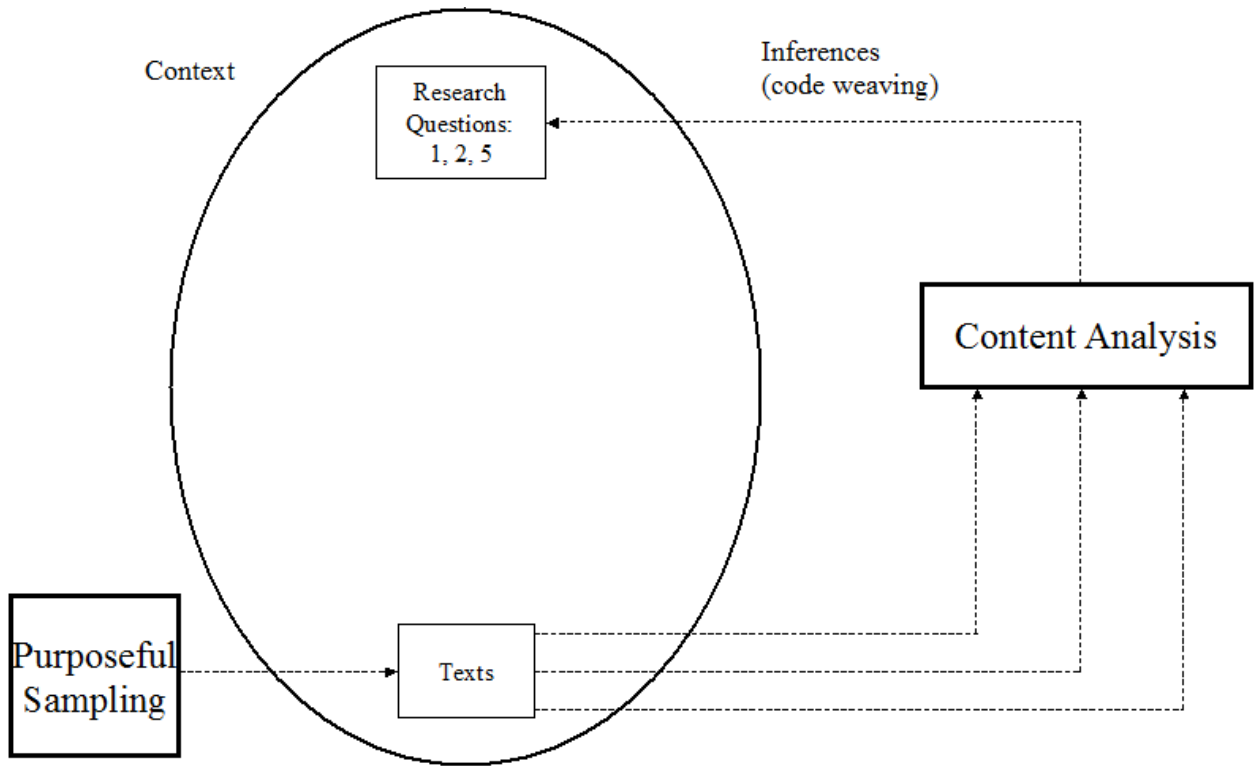 Context
Inferences
(code weaving)
Research
Questions:
1, 2, 5
Content Analysis
Purposeful
Sampling
Texts